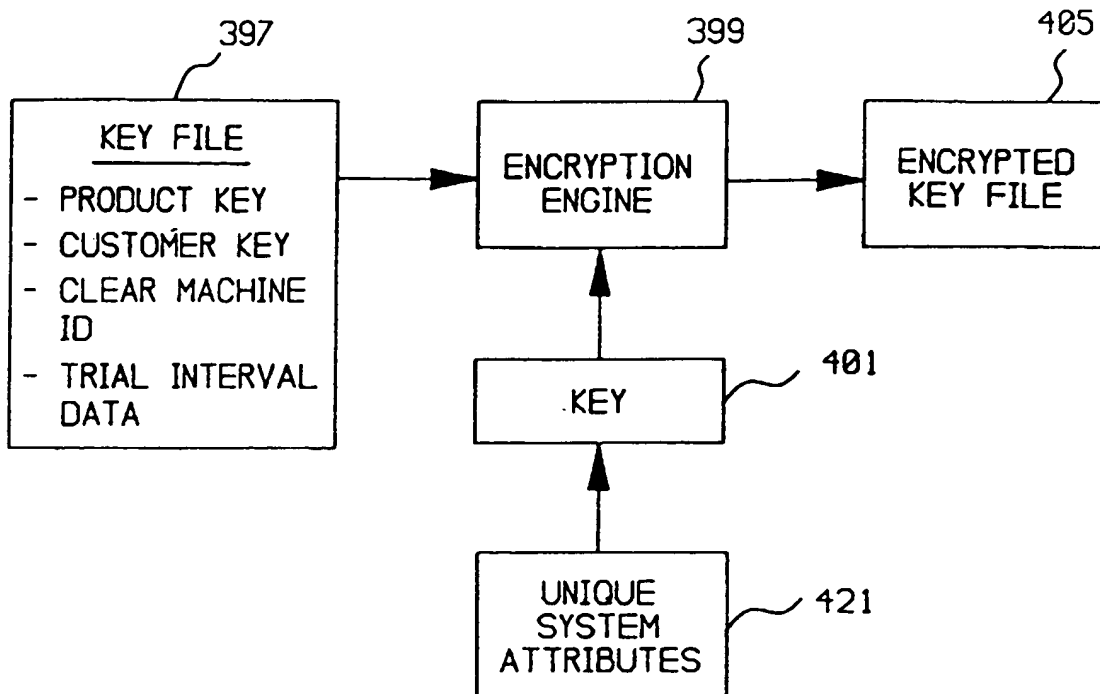 397
399
405
KEY FILE
- PRODUCT KEY
- CUSTOMER KEY
- CLEAR MACHINE
ID
- TRIAL INTERVAL
DATA
ENCRYPTION
ENGINE
ENCRYPTED
KEY FILE
KEY
401
UNIQUE
SYSTEM
ATTRIBUTES
421